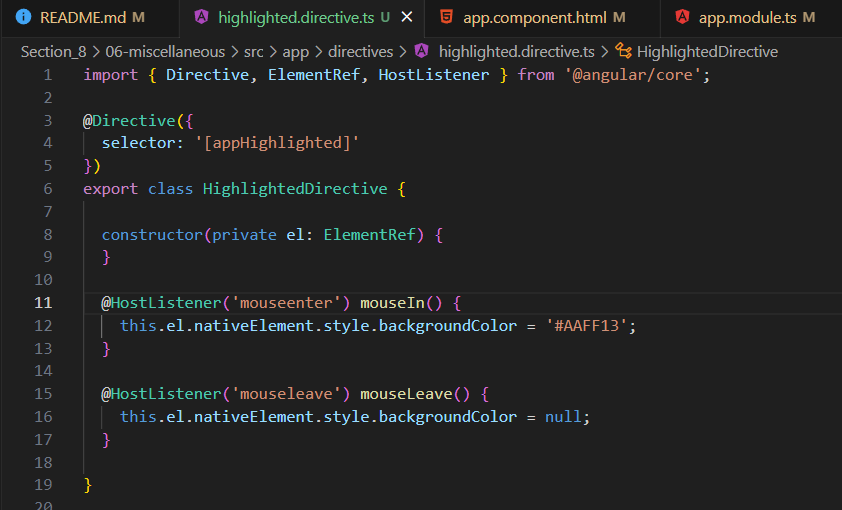 README.md M highlighted.directive.ts U app.component.html M app.module.ts M
Section_8 > 06-miscellaneous > src > app > directives > highlighted.directive.ts > HighlightedDirective
1 import { Directive, ElementRef, HostListener } from '@angular/core';
2
3 @Directive({
4   selector: '[appHighlighted]'
5 })
6 export class HighlightedDirective {
7
8   constructor(private el: ElementRef) {
9   }
10
11   @HostListener('mouseenter') mouseIn() {
12     this.el.nativeElement.style.backgroundColor = '#AAFF13';
13   }
14
15   @HostListener('mouseleave') mouseLeave() {
16     this.el.nativeElement.style.backgroundColor = null;
17   }
18
19 }
20